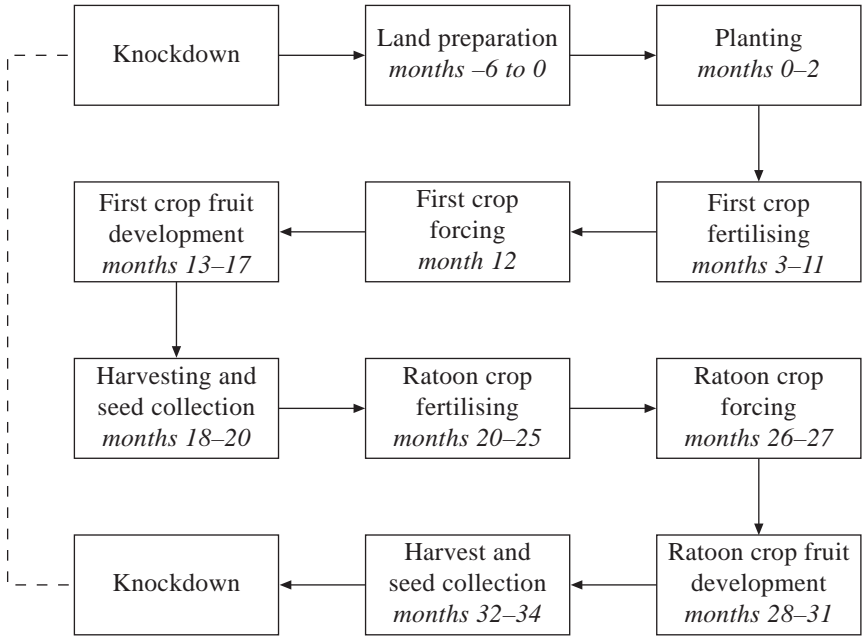 Knockdown
Land preparation
months –6 to 0
Planting
months 0–2
First crop fruit
development
months 13–17
First crop
forcing
month 12
First crop
fertilising
months 3–11
Harvesting and
seed collection
months 18–20
Ratoon crop
fertilising
months 20–25
Ratoon crop
forcing
months 26–27
Knockdown
Harvest and
seed collection
months 32–34
Ratoon crop fruit
development
months 28–31